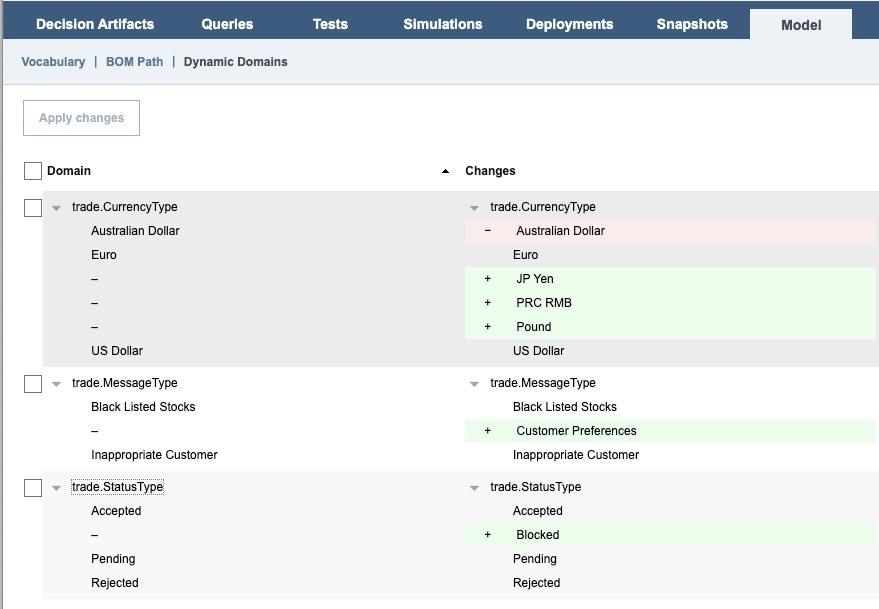 Decision Artifacts Queries Tests Simulations Deployments Snapshots Model
Vocabulary | BOM Path | Dynamic Domains
Apply changes
Domain Changes
trade.CurrencyType trade.CurrencyType
Australian Dollar – Australian Dollar
Euro Euro
– + JP Yen
– + PRC RMB
– + Pound
US Dollar US Dollar
trade.MessageType trade.MessageType
Black Listed Stocks Black Listed Stocks
– + Customer Preferences
Inappropriate Customer Inappropriate Customer
trade.StatusType trade.StatusType
Accepted Accepted
– + Blocked
Pending Pending
Rejected Rejected